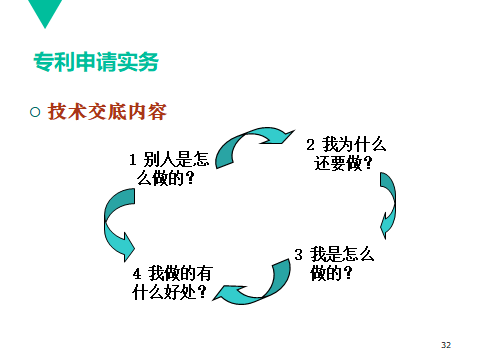 专利申请实务
技术交底内容
1 别人是怎
么做的？
2 我为什么
还要做？
3 我是怎么
做的？
4 我做的有
什么好处？
32